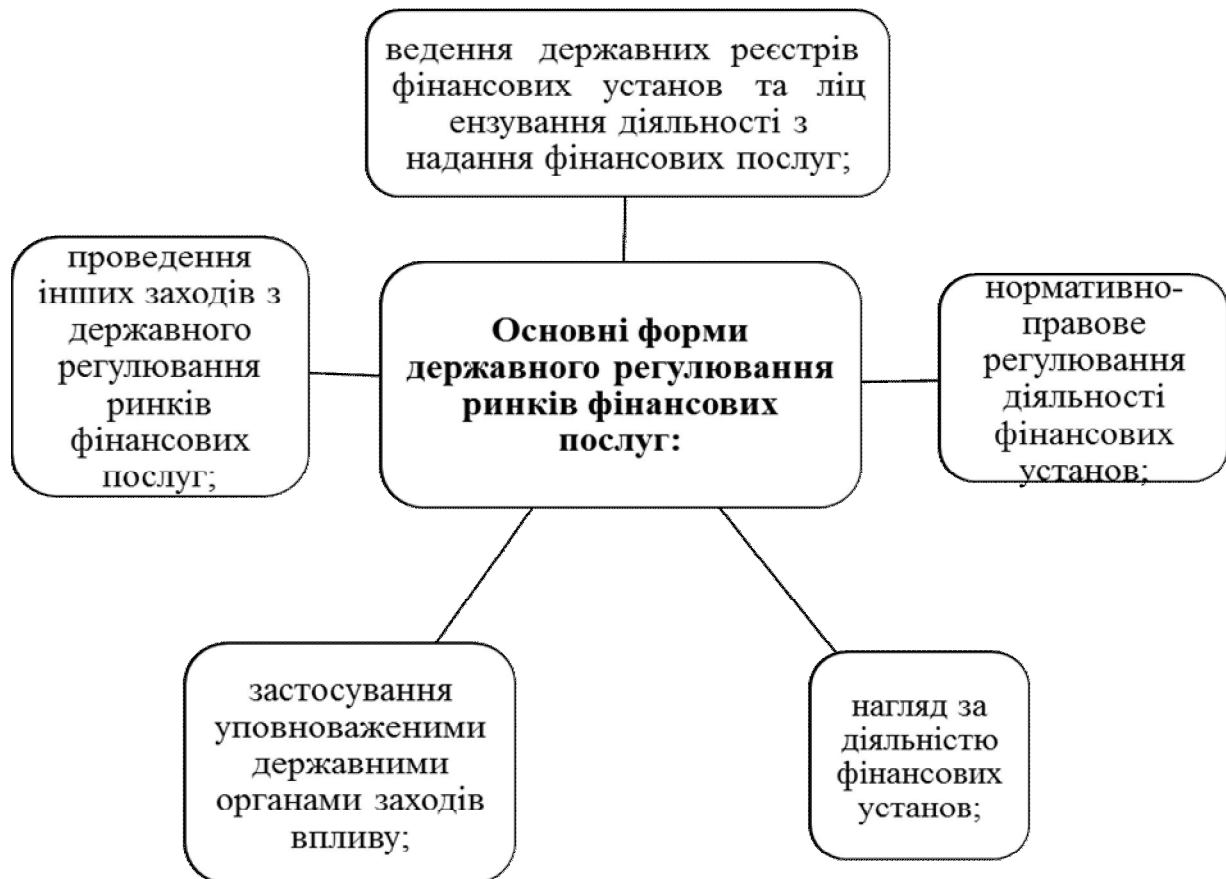 ведення державних реєстрів
фінансових установ та ліц
ензування діяльності з
надання фінансових послуг;
проведення
інших заходів з
державного
регулювання
ринків
фінансових
послуг;
Основні форми
державного регулювання
ринків фінансових
послуг:
нормативно-
правове
регулювання
діяльності
фінансових
установ;
застосування
уповноваженими
державними
органами заходів
впливу;
нагляд за
діяльністю
фінансових
установ;